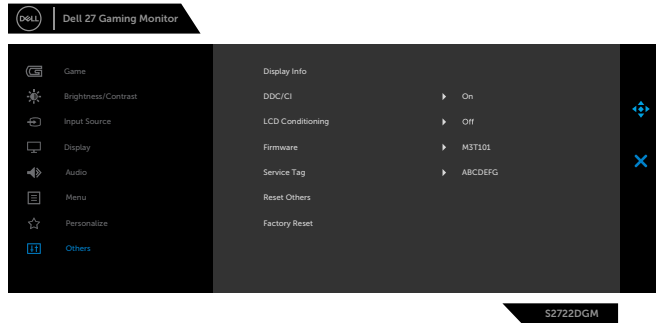 DELL Dell 27 Gaming Monitor
Game Display Info
Brightness/Contrast DDC/CI On
Input Source LCD Conditioning Off
Display Firmware M3T101
Audio Service Tag ABCDEFG
Menu Reset Others
Personalize Factory Reset
Others
S2722DGM